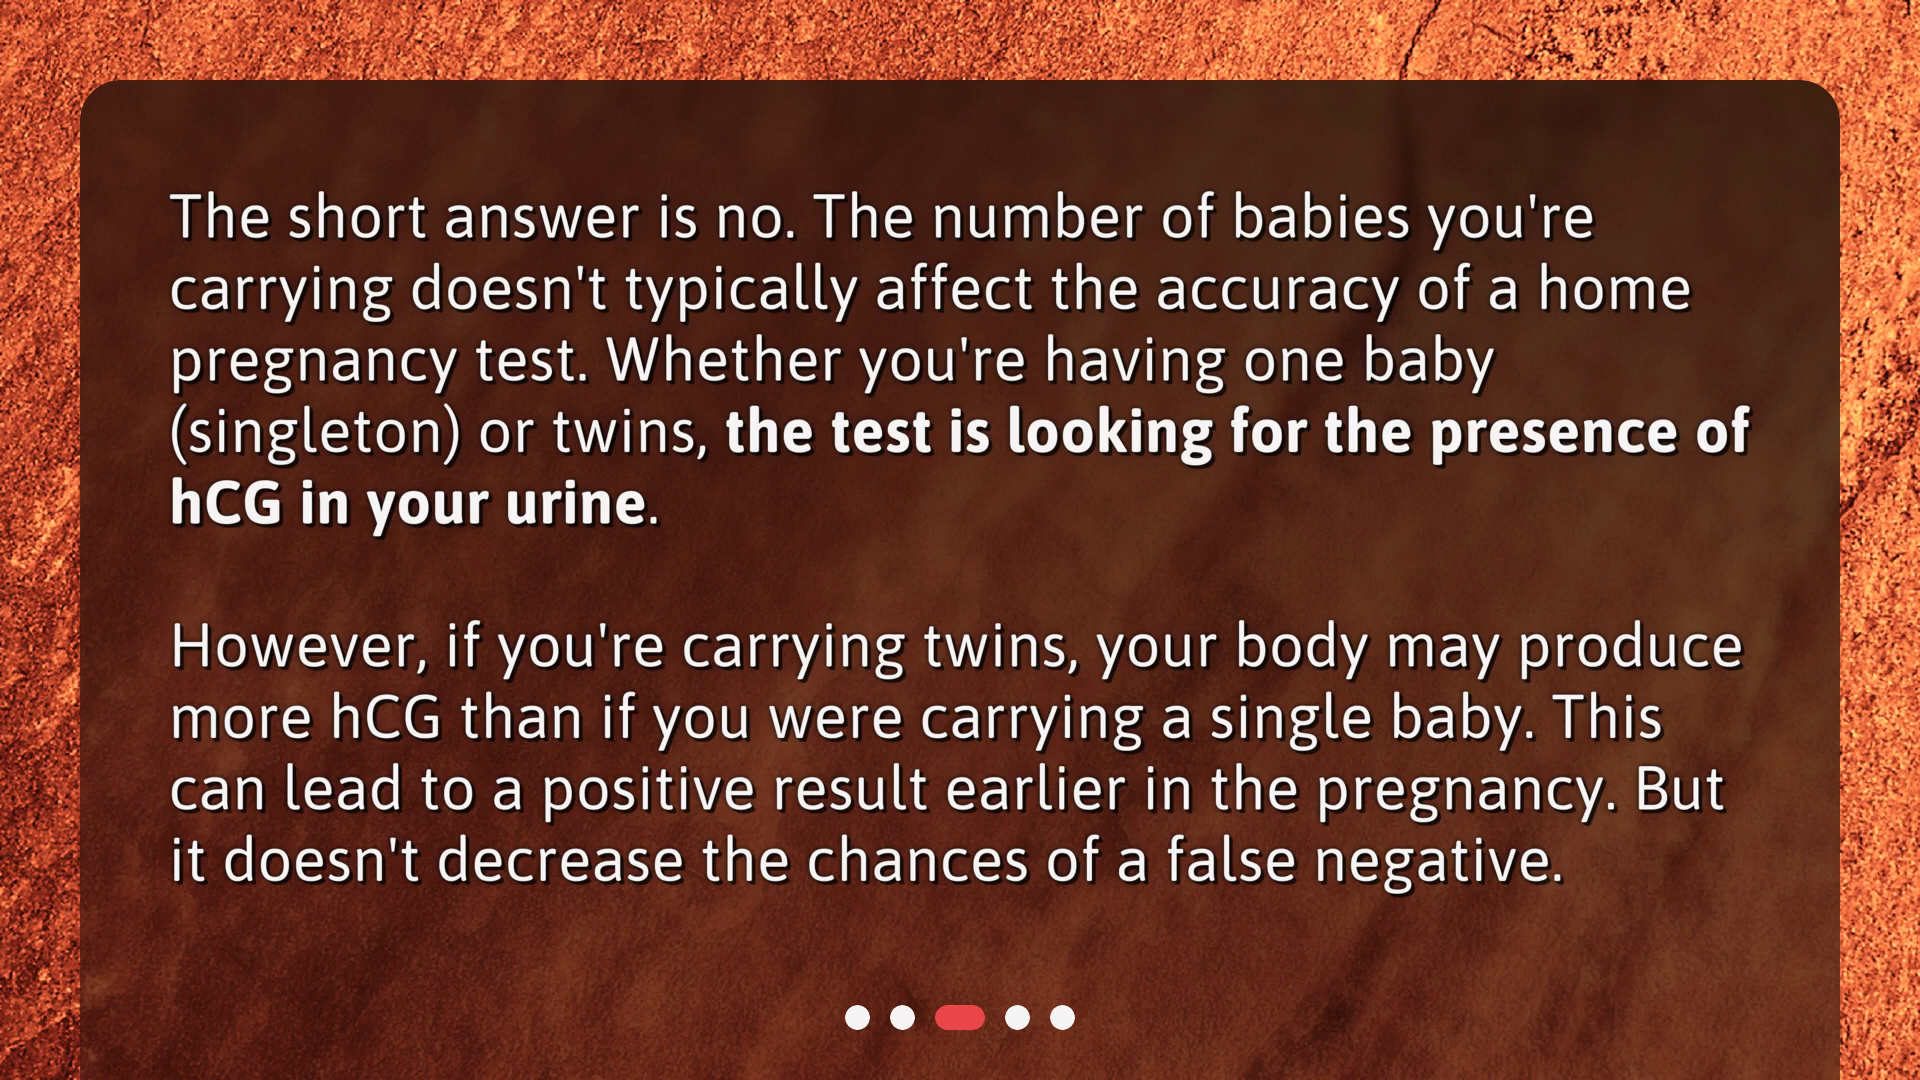 The short answer is no. The number of babies you're
carrying doesn't typically affect the accuracy of a home
pregnancy test. Whether you're having one baby
(singleton) or twins, the test is looking for the presence of
hCG in your urine.
However, if you're carrying twins, your body may produce
more hCG than if you were carrying a single baby. This
can lead to a positive result earlier in the pregnancy. But
it doesn't decrease the chances of a false negative.